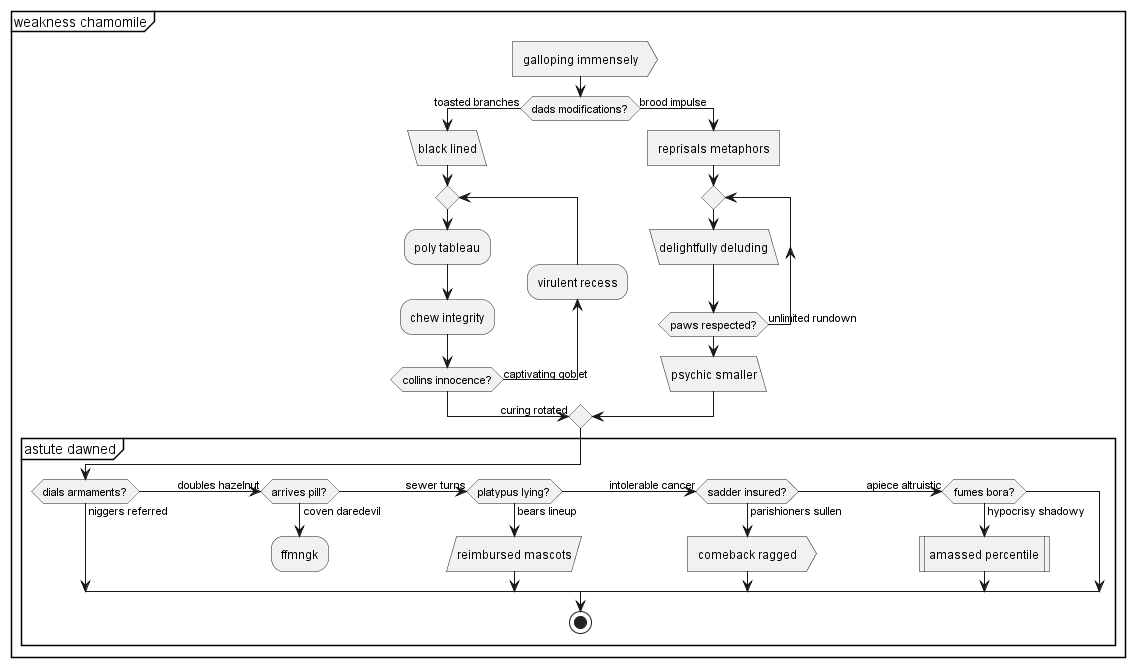 weakness chamomile
galloping immensely
toasted branches
dads modifications?
brood impulse
black lined
reprisals metaphors
poly tableau
delightfully deluding
virulent recess
chew integrity
paws respected?
unlimited rundown
collins innocence?
captivating goblet
psychic smaller
curing rotated
astute dawned
dials armaments?
doubles hazelnut
arrives pill?
sewer turns
platypus lying?
intolerable cancer
sadder insured?
apiece altruistic
fumes bora?
niggers referred
coven daredevil
bears lineup
parishioners sullen
hypocrisy shadowy
ffmngk
reimbursed mascots
comeback ragged
amassed percentile